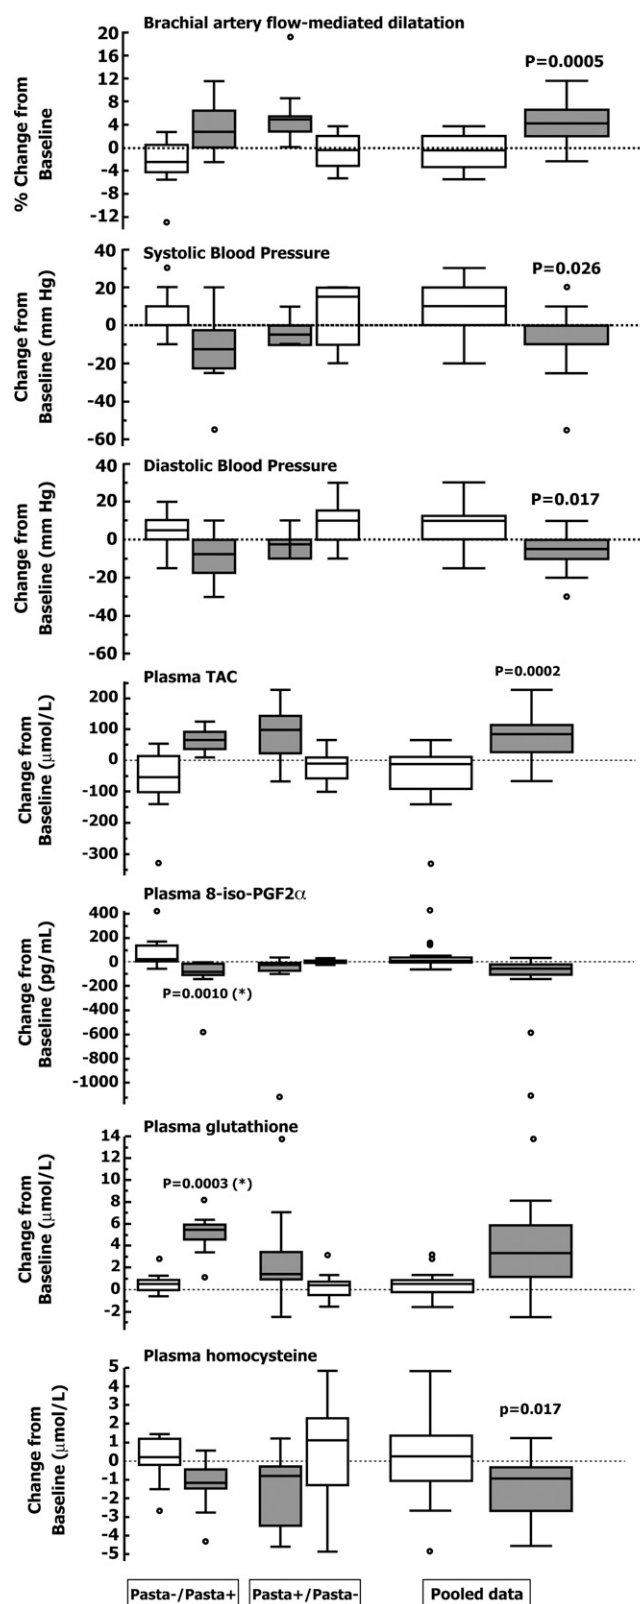 Brachial artery flow-mediated dilatation
% Change from
Baseline
20
16
12
8
4
0
-4
-8
-12
P=0.0005
Systolic Blood Pressure
Change from
Baseline (mm Hg)
40
20
0
-20
-40
-60
P=0.026
Diastolic Blood Pressure
Change from
Baseline (mm Hg)
40
20
0
-20
-40
-60
P=0.017
Plasma TAC
Change from
Baseline (μmol/L)
200
100
0
-100
-200
-300
P=0.0002
Plasma 8-iso-PGF2α
Change from
Baseline (pg/mL)
400
200
0
-200
-400
-600
-800
-1000
P=0.0010 (*)
Plasma glutathione
Change from
Baseline (μmol/L)
14
8
6
4
2
0
-2
P=0.0003 (*)
Plasma homocysteine
Change from
Baseline (μmol/L)
5
4
3
2
1
0
-1
-2
-3
-4
-5
p=0.017
Pasta-/Pasta+
Pasta+/Pasta-
Pooled data